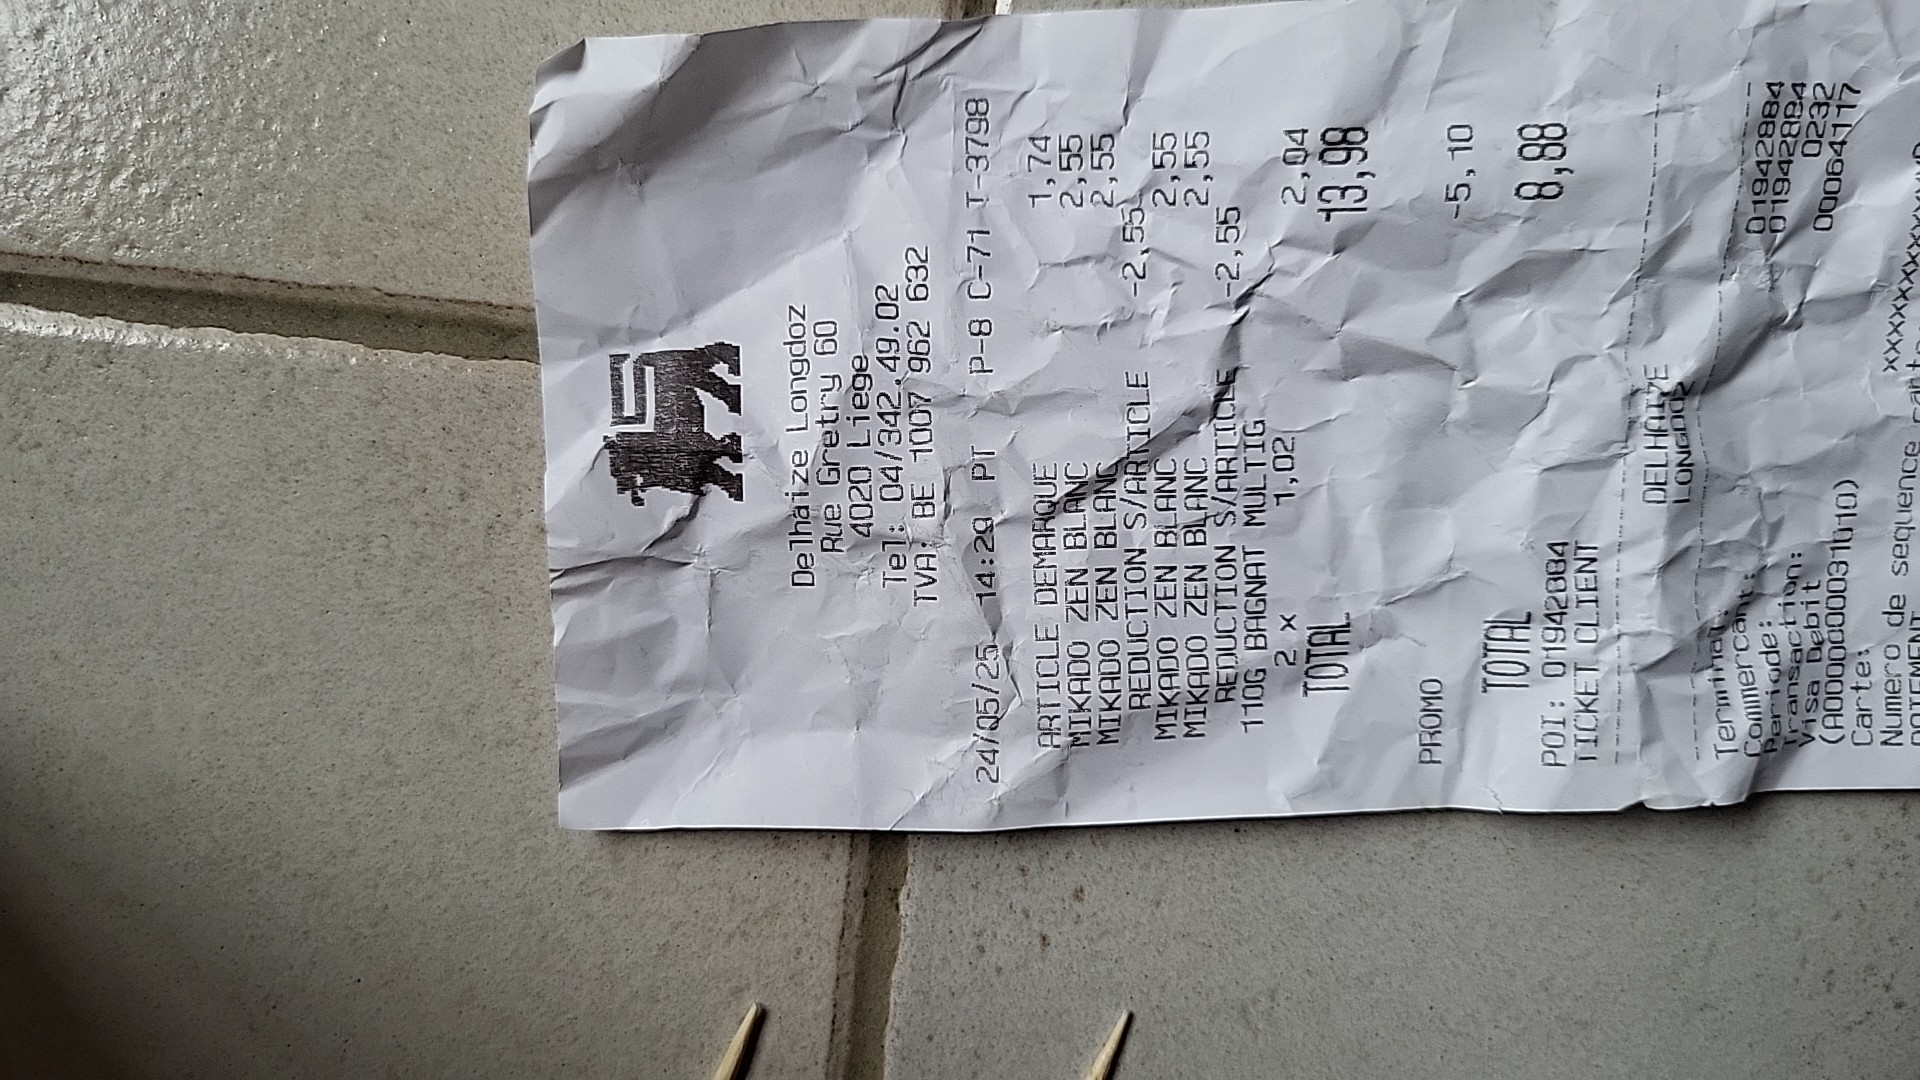 Delhaize Longdoz
Rue Gretry 60
4020 Liege
Tel: 04/342.49.02
TVA: BE 1007 962 632
24/05/25 14:29 PT P-8 C-71 T-3798
ARTICLE DEMARQUE 1,74
MIKADO ZEN BLANC 2,55
MIKADO ZEN BLANC 2,55
REDUCTION S/ARTICLE -2,55
MIKADO ZEN BLANC 2,55
MIKADO ZEN BLANC 2,55
REDUCTION S/ARTICLE -2,55
110G BAGNAT MULTIG
2 x 1,02 2,04
TOTAL 13,98
PROMO -5,10
TOTAL 8,88
POI: 01942884
TICKET CLIENT
DELHAIZE
LONGDOZ
Terminal: 01942884
Commercant: 01942884
Periode: 0232
Transaction: 00064117
Visa Debit
(A0000000031010)
Carte:
Numero de sequence